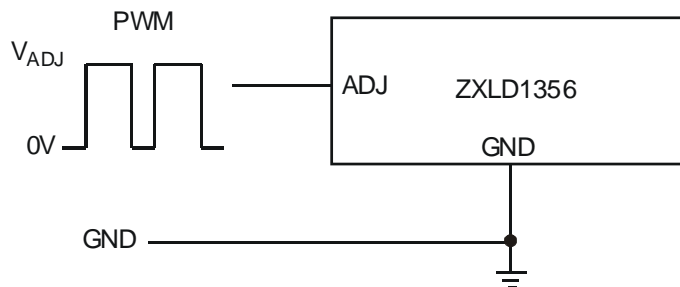 PWM
VADJ
ADJ
ZXLD1356
0V
GND
GND